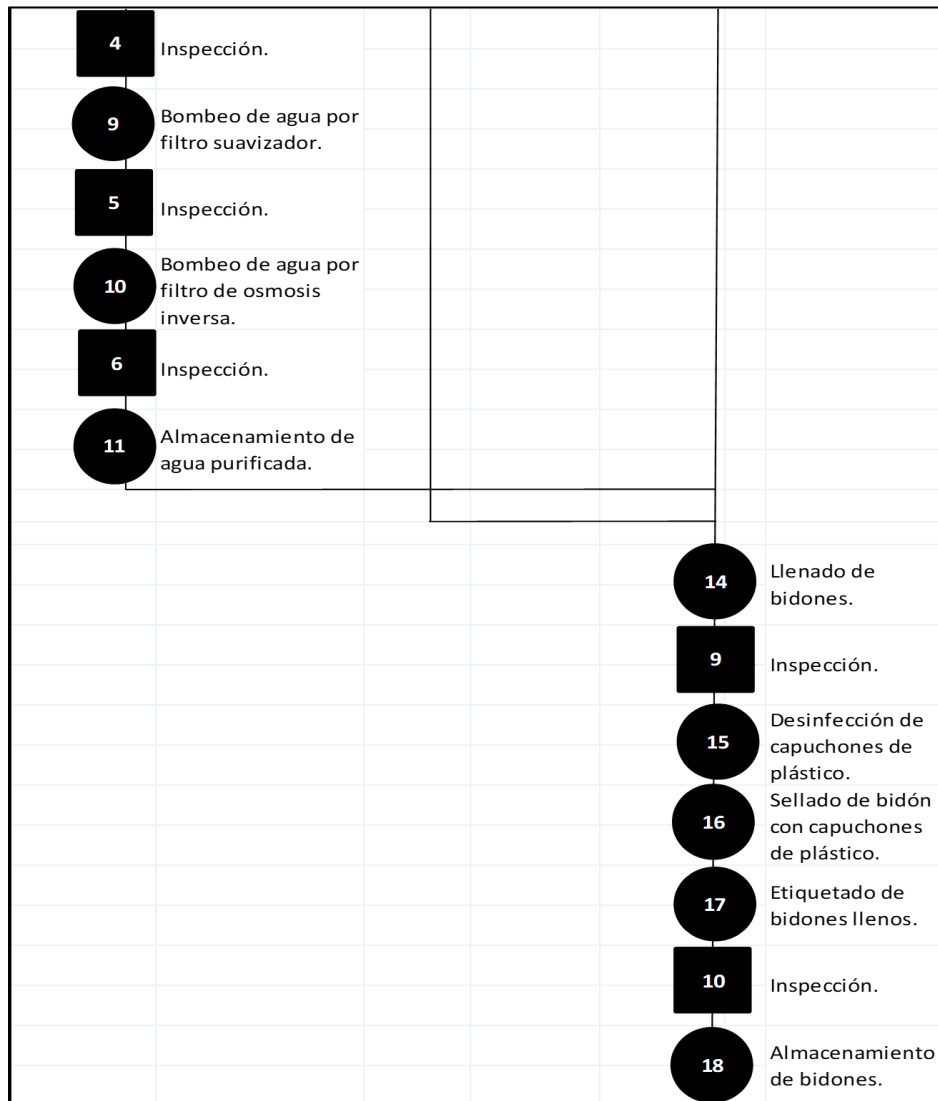 4
Inspección.
9
Bombeo de agua por
filtro suavizador.
5
Inspección.
10
Bombeo de agua por
filtro de osmosis
inversa.
6
Inspección.
11
Almacenamiento de
agua purificada.
14
Llenado de
bidones.
9
Inspección.
15
Desinfección de
capuchones de
plástico.
16
Sellado de bidón
con capuchones
de plástico.
17
Etiquetado de
bidones llenos.
10
Inspección.
18
Almacenamiento
de bidones.